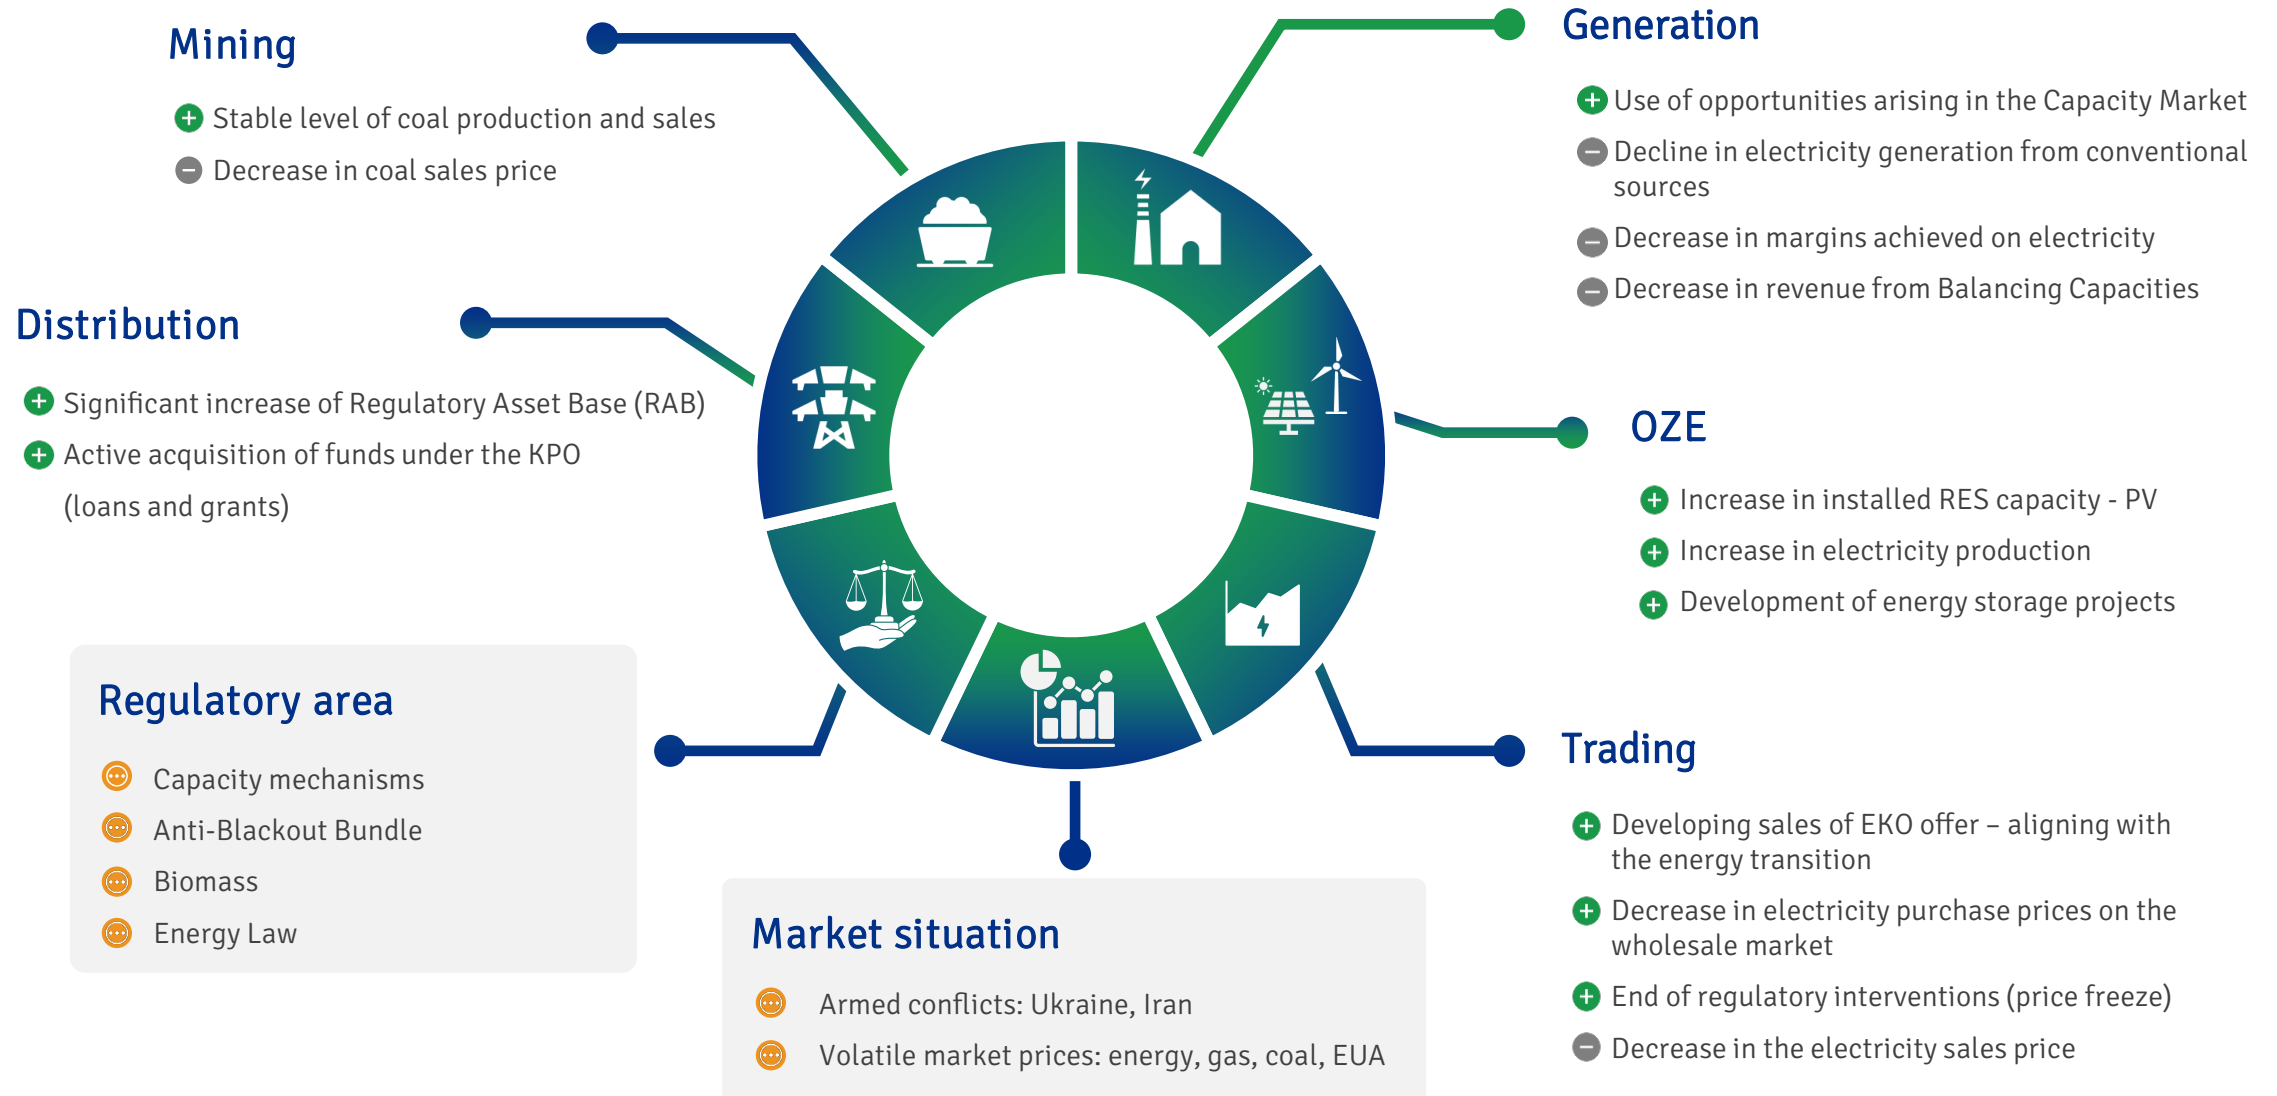 Mining
Stable level of coal production and sales
Decrease in coal sales price
Generation
Use of opportunities arising in the Capacity Market
Decline in electricity generation from conventional
sources
Decrease in margins achieved on electricity
Decrease in revenue from Balancing Capacities
Distribution
Significant increase of Regulatory Asset Base (RAB)
Active acquisition of funds under the KPO
(loans and grants)
OZE
Increase in installed RES capacity - PV
Increase in electricity production
Development of energy storage projects
Regulatory area
Capacity mechanisms
Anti-Blackout Bundle
Biomass
Energy Law
Market situation
Armed conflicts: Ukraine, Iran
Volatile market prices: energy, gas, coal, EUA
Trading
Developing sales of EKO offer – aligning with
the energy transition
Decrease in electricity purchase prices on the
wholesale market
End of regulatory interventions (price freeze)
Decrease in the electricity sales price